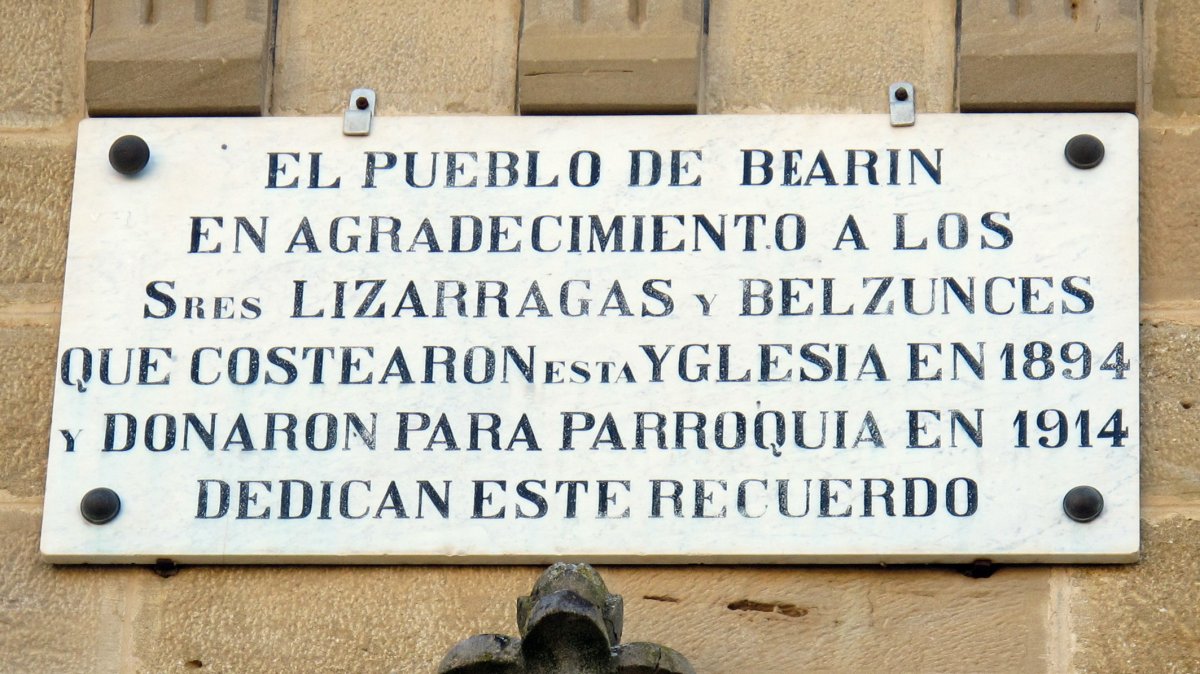 EL PUEBLO DE BEARIN
EN AGRADECIMIENTO A LOS
SRES LIZARRAGAS Y BELZUNCES
QUE COSTEARON ESTA YGLESIA EN 1894
Y DONARON PARA PARROQUIA EN 1914
DEDICAN ESTE RECUERDO